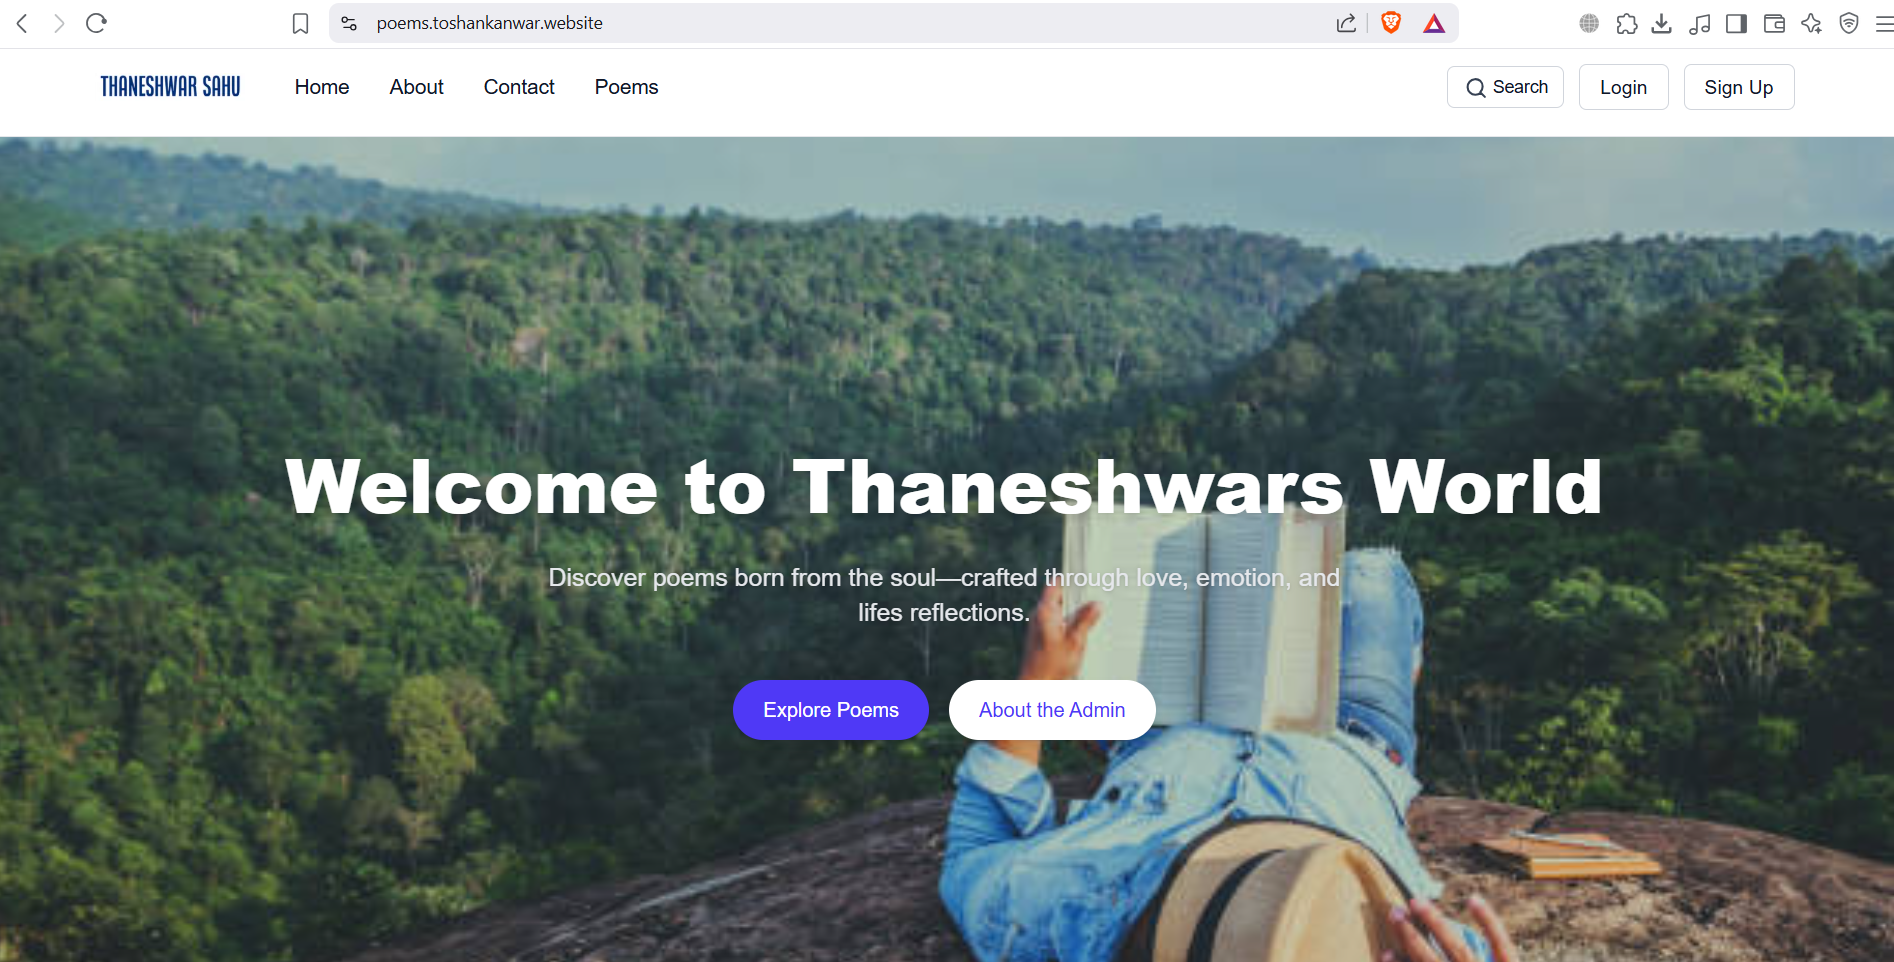 poems.toshankanwar.website
THANESHWAR SAHU Home About Contact Poems Search Login Sign Up
Welcome to Thaneshwars World
Discover poems born from the soul—crafted through love, emotion, and
lifes reflections.
Explore Poems About the Admin